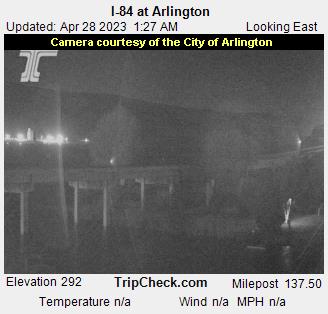 I-84 at Arlington
Updated: Apr 28 2023 1:27 AM Looking East
Camera courtesy of the City of Arlington
Elevation 292 TripCheck.com Milepost 137.50
Temperature n/a Wind n/a MPH n/a